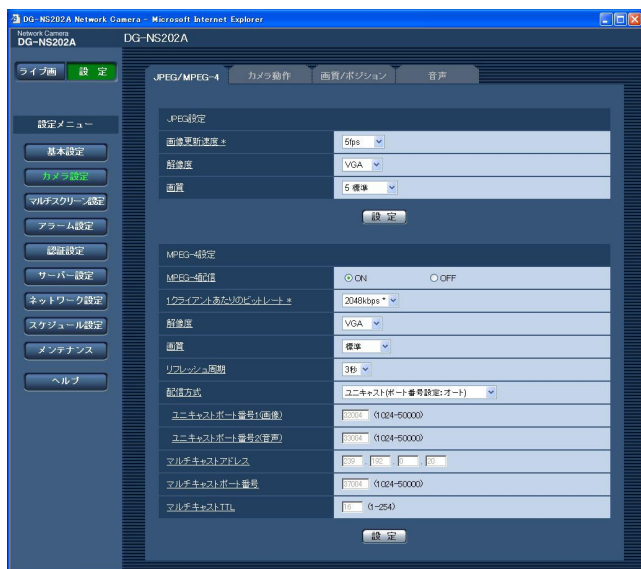 DG-NS202A Network Camera - Microsoft Internet Explorer
Network Camera
DG-NS202A
DG-NS202A
ライブ画 設 定
JPEG/MPEG-4 カメラ動作 画質/ポジション 音声
設定メニュー
基本設定
カメラ設定
マルチスクリーン設定
アラーム設定
認証設定
サーバー設定
ネットワーク設定
スケジュール設定
メンテナンス
ヘルプ
JPEG設定
画像更新速度 * 5fps
解像度 VGA
画質 5 標準
設 定
MPEG-4設定
MPEG-4配信 ON OFF
1クライアントあたりのビットレート * 2048kbps *
解像度 VGA
画質 標準
リフレッシュ周期 3秒
配信方式 ユニキャスト(ポート番号設定:オート)
ユニキャストポート番号1(画像) 32004 (1024-50000)
ユニキャストポート番号2(音声) 33004 (1024-50000)
マルチキャストアドレス 239 . 192 . 0 . 20
マルチキャストポート番号 37004 (1024-50000)
マルチキャストTTL 16 (1-254)
設 定